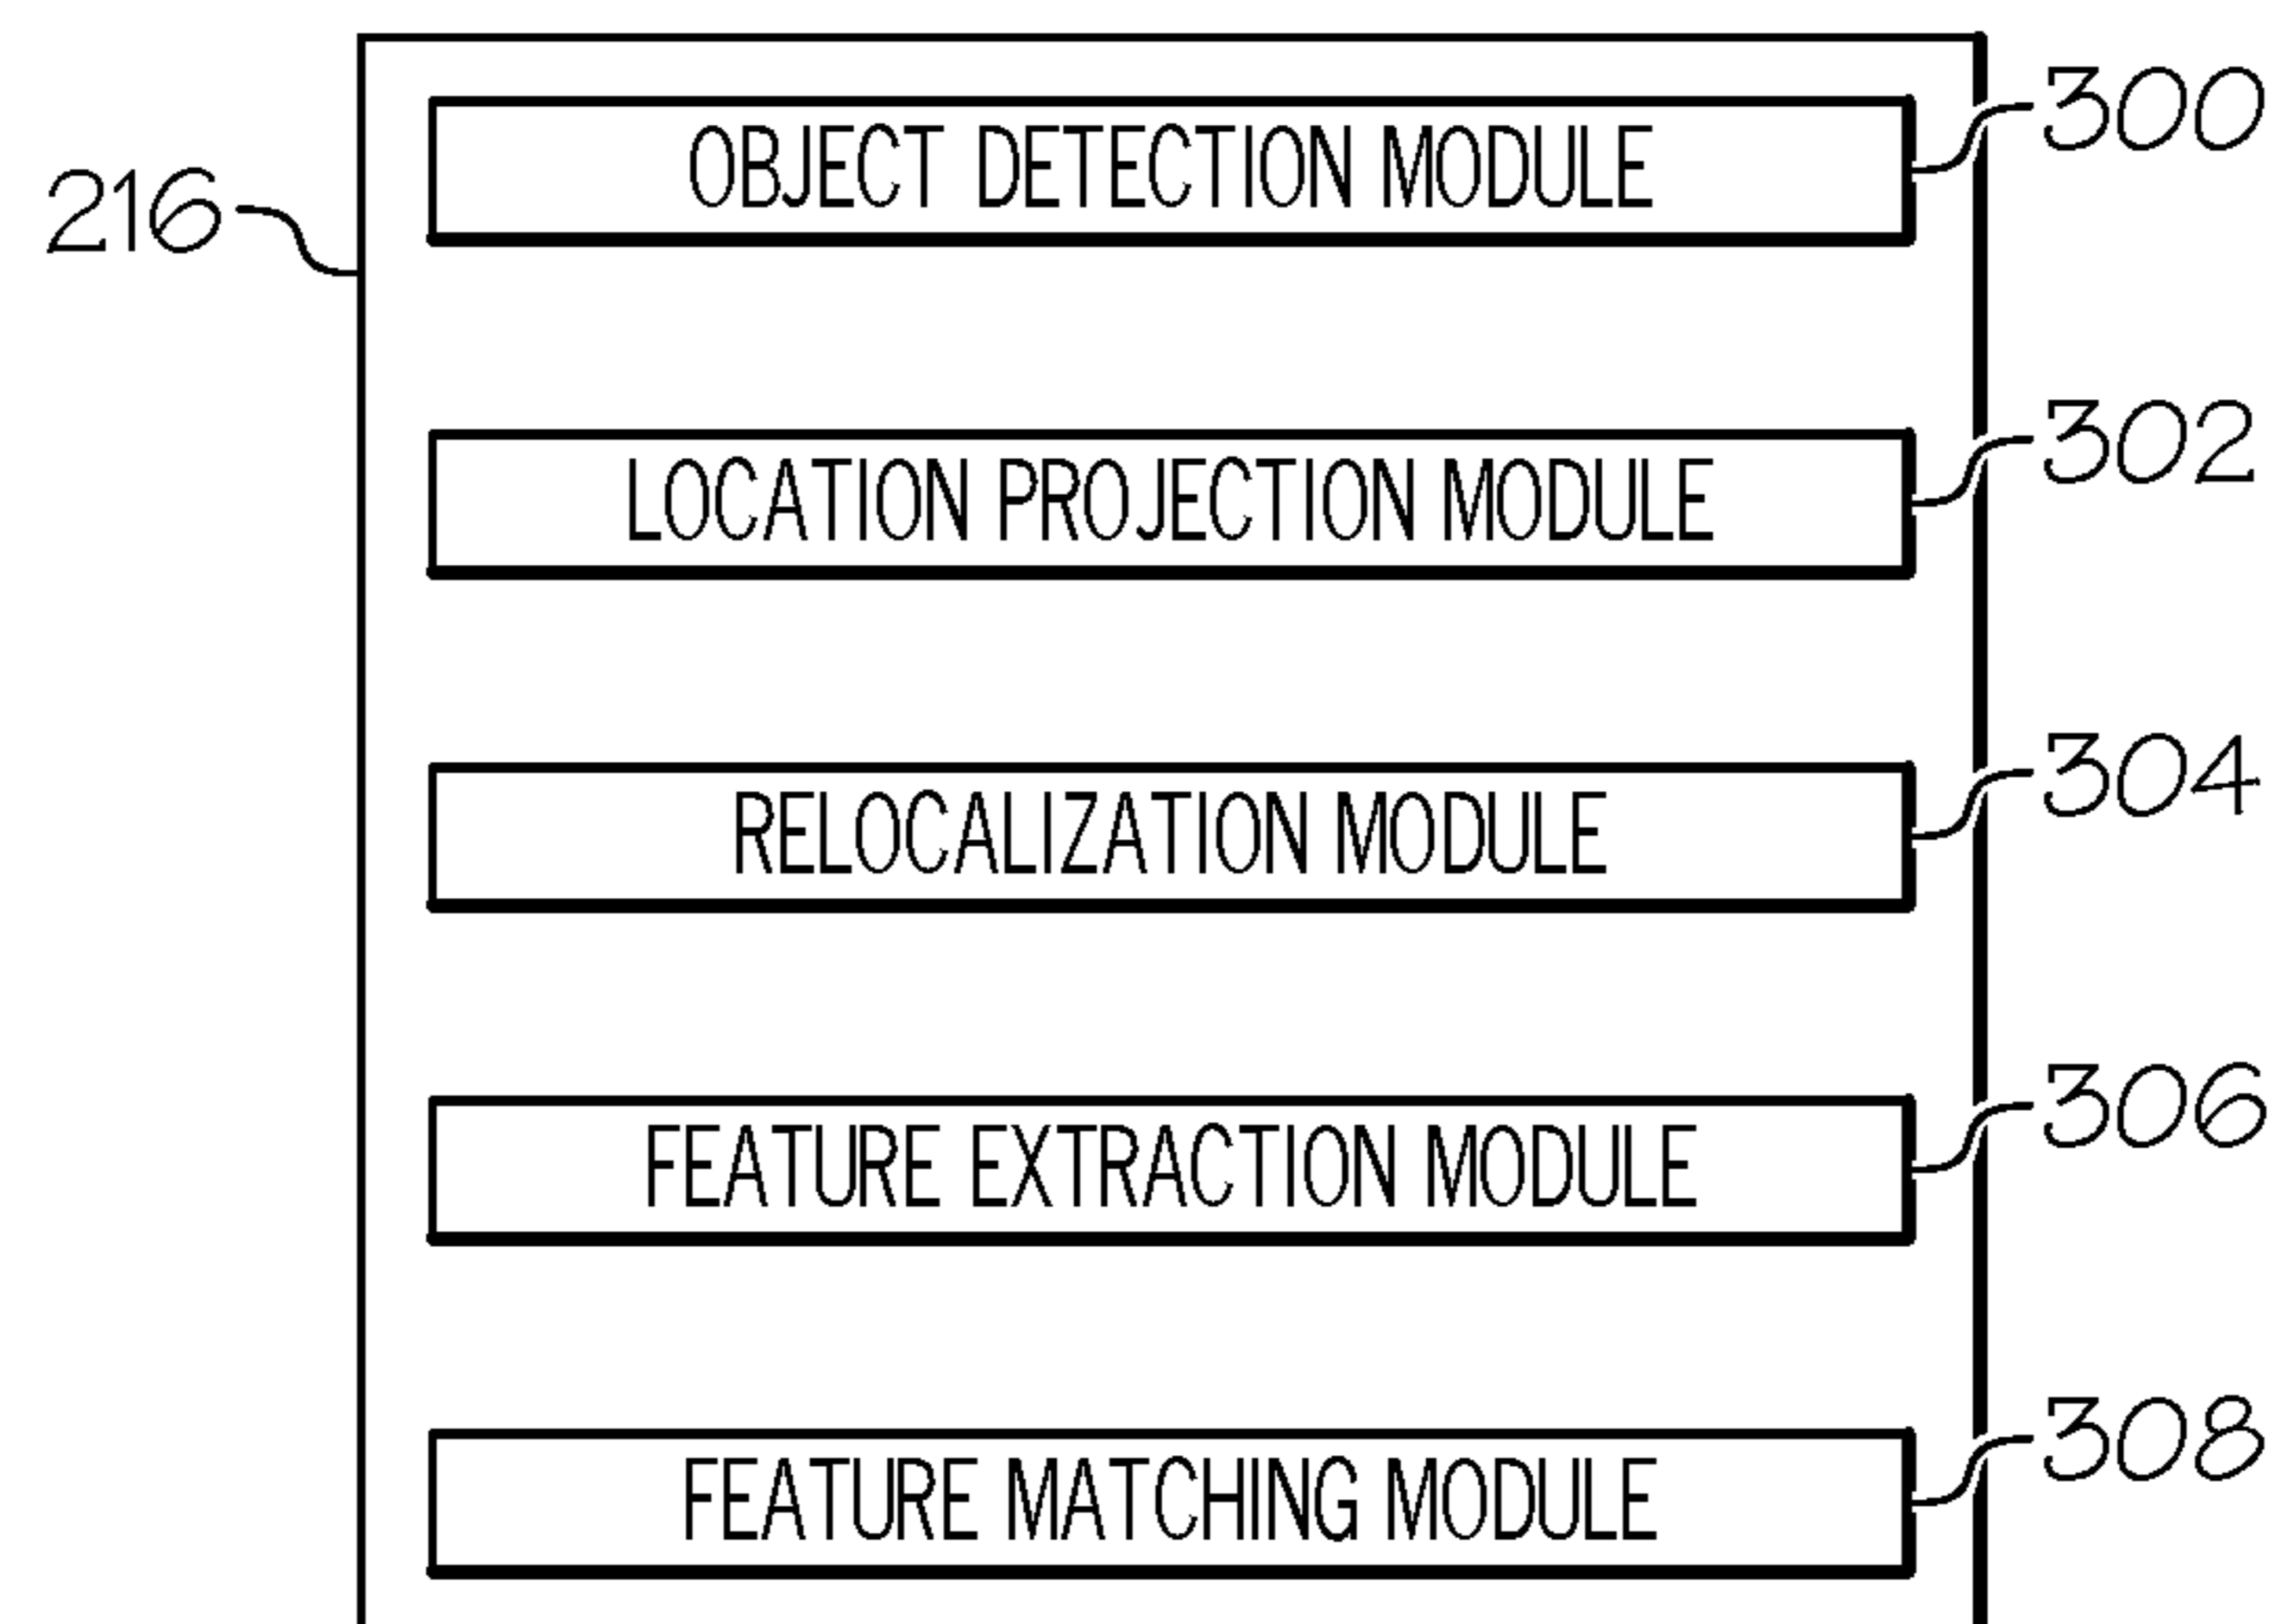 OBJECT DETECTION MODULE
300
216
LOCATION PROJECTION MODULE
302
RELOCALIZATION MODULE
304
FEATURE EXTRACTION MODULE
306
FEATURE MATCHING MODULE
308